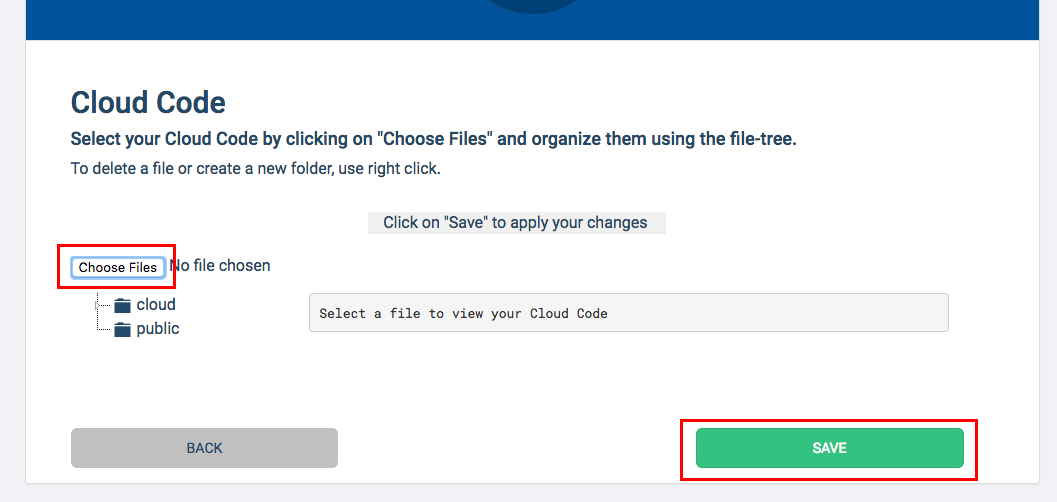 Cloud Code
Select your Cloud Code by clicking on "Choose Files" and organize them using the file-tree.
To delete a file or create a new folder, use right click.
Click on "Save" to apply your changes
Choose Files No file chosen
cloud
public
Select a file to view your Cloud Code
BACK
SAVE